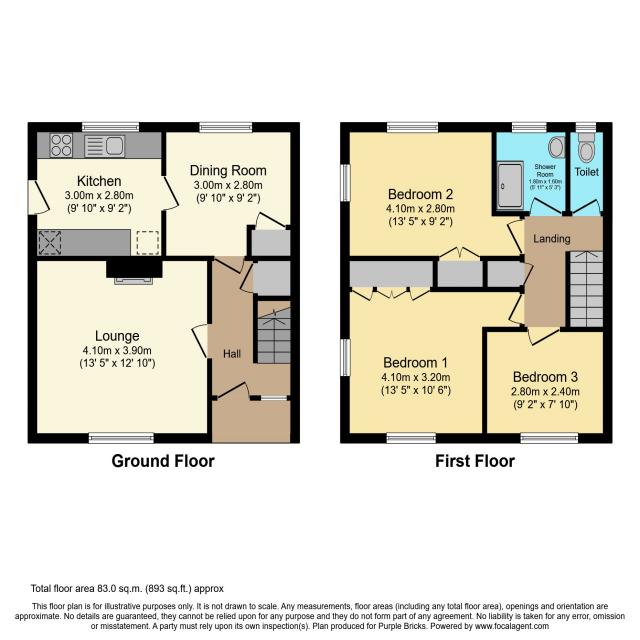 Kitchen
3.00m x 2.80m
(9' 10" x 9' 2")
Dining Room
3.00m x 2.80m
(9' 10" x 9' 2")
Lounge
4.10m x 3.90m
(13' 5" x 12' 10")
Hall
Ground Floor
Bedroom 2
4.10m x 2.80m
(13' 5" x 9' 2")
Shower
Room
1.80m x 1.60m
(5' 11" x 5' 3")
Toilet
Landing
Bedroom 1
4.10m x 3.20m
(13' 5" x 10' 6")
Bedroom 3
2.80m x 2.40m
(9' 2" x 7' 10")
First Floor
Total floor area 83.0 sq.m. (893 sq.ft.) approx
This floor plan is for illustrative purposes only. It is not drawn to scale. Any measurements, floor areas (including any total floor area), openings and orientation are
approximate. No details are guaranteed, they cannot be relied upon for any purpose and they do not form part of any agreement. No liability is taken for any error, omission
or misstatement. A party must rely upon its own inspection(s). Plan produced for Purple Bricks. Powered by www.focalagent.com